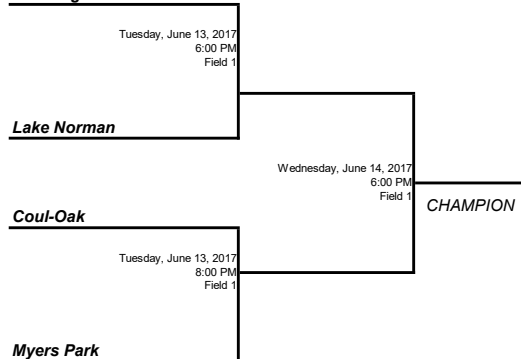 Tuesday, June 13, 2017
6:00 PM
Field 1
Lake Norman
Wednesday, June 14, 2017
6:00 PM
Field 1
CHAMPION
Coul-Oak
Tuesday, June 13, 2017
8:00 PM
Field 1
Myers Park